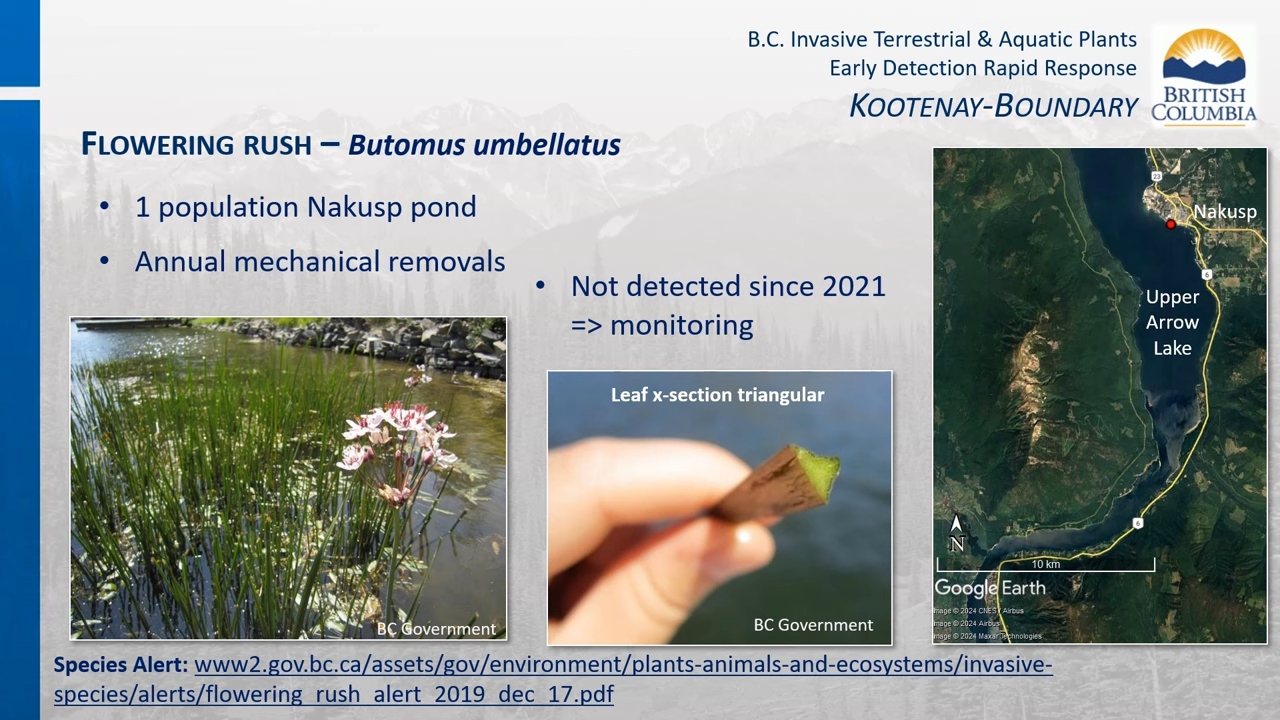 B.C. Invasive Terrestrial & Aquatic Plants
Early Detection Rapid Response
KOOTENAY-BOUNDARY
BRITISH
COLUMBIA
FLOWERING RUSH – Butomus umbellatus
• 1 population Nakusp pond
• Annual mechanical removals
• Not detected since 2021
=> monitoring
BC Government
Leaf x-section triangular
BC Government
23
Nakusp
6
Upper
Arrow
Lake
6
N
10 km
Google Earth
Image © 2024 CNES / Airbus
Image © 2024 Airbus
Image © 2024 Maxar Technologies
Species Alert: www2.gov.bc.ca/assets/gov/environment/plants-animals-and-ecosystems/invasive-
species/alerts/flowering_rush_alert_2019_dec_17.pdf